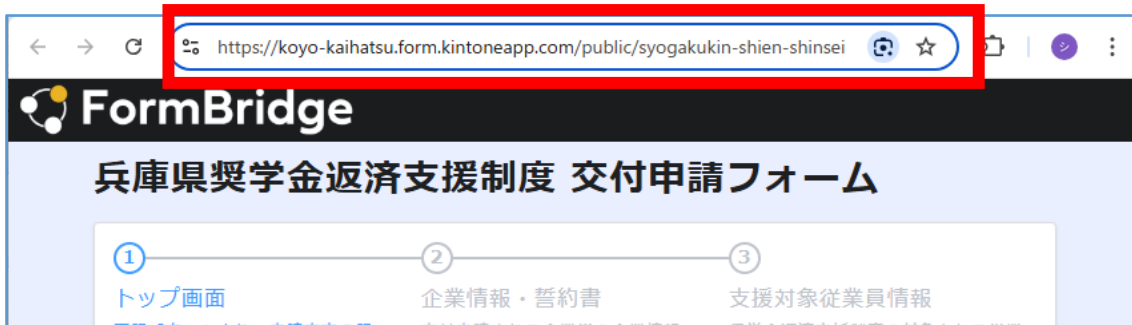 https://koyo-kaihatsu.form.kintoneapp.com/public/syogakukin-shien-shinsei
シ
FormBridge
兵庫県奨学金返済支援制度 交付申請フォーム
1 2 3
トップ画面 企業情報・誓約書 支援対象従業員情報